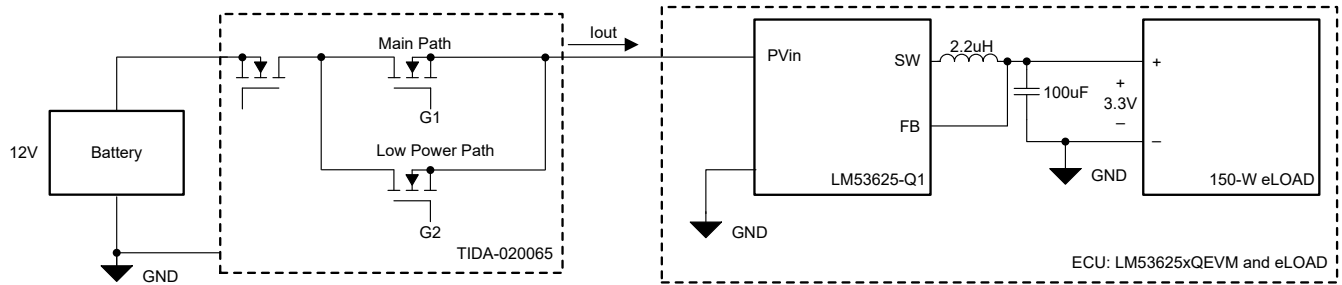 12V
Battery
GND
Main Path
G1
Low Power Path
G2
TIDA-020065
Iout
PVin
SW
FB
LM53625-Q1
GND
2.2uH
100uF
GND
+
3.3V
–
+
–
150-W eLOAD
ECU: LM53625xQEVM and eLOAD